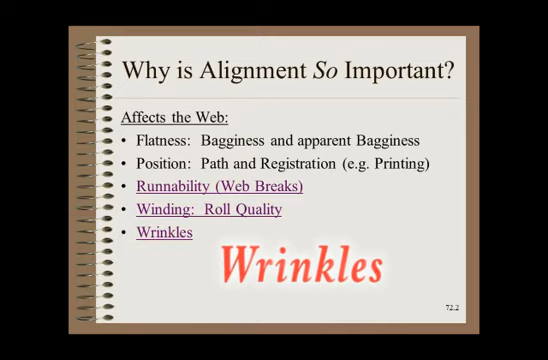 Why is Alignment So Important?
Affects the Web:
• Flatness: Bagginess and apparent Bagginess
• Position: Path and Registration (e.g. Printing)
• Runnability (Web Breaks)
• Winding: Roll Quality
• Wrinkles
Wrinkles
72.2